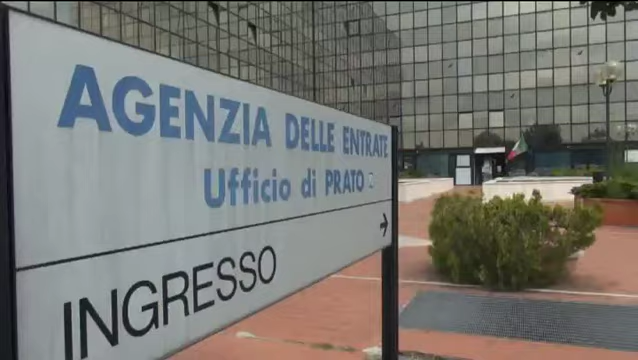 AGENZIA DELLE ENTRATE
Ufficio di PRATO
INGRESSO